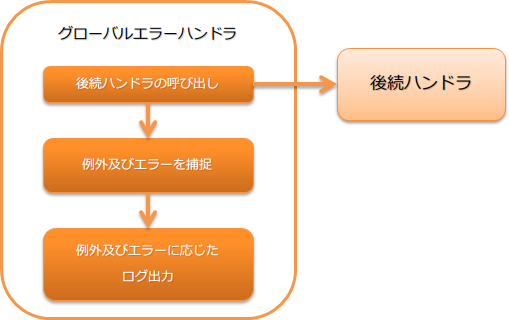 グローバルエラーハンドラ
後続ハンドラの呼び出し
後続ハンドラ
例外及びエラーを捕捉
例外及びエラーに応じた
ログ出力